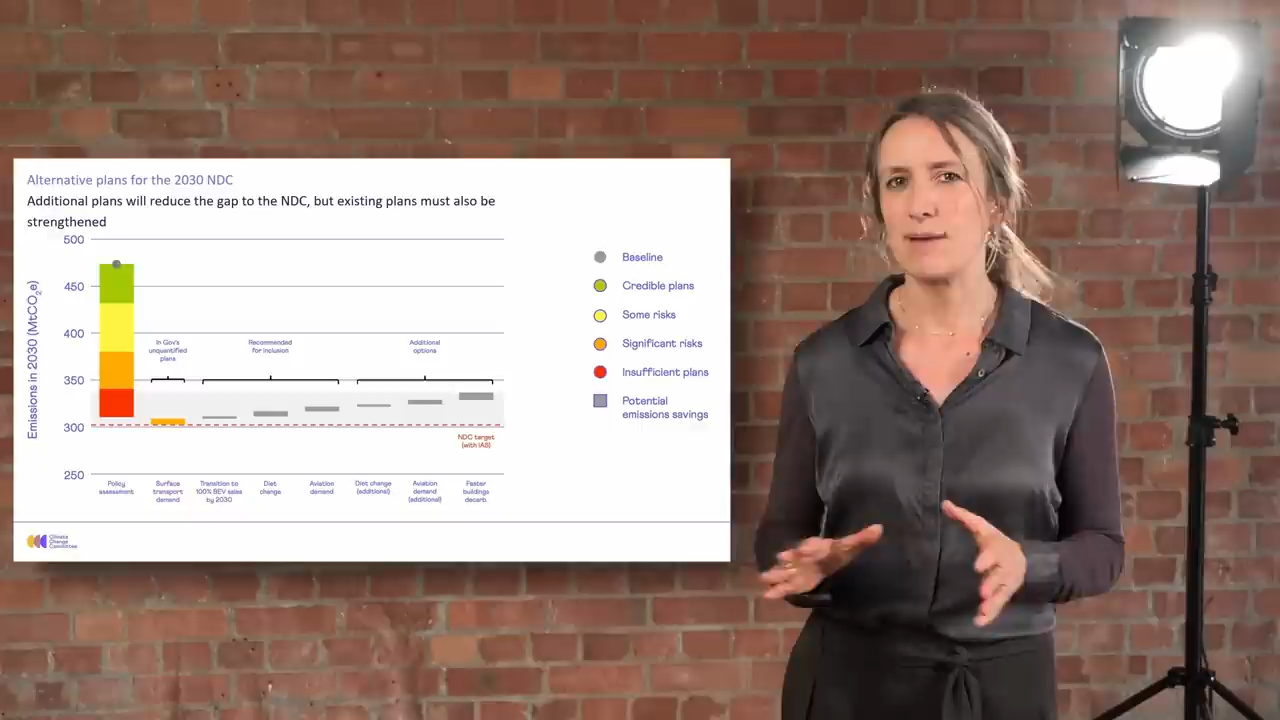 Alternative plans for the 2030 NDC
Additional plans will reduce the gap to the NDC, but existing plans must also be
strengthened
500
450
400
350
300
250
Emissions in 2030 (MtCO₂e)
In Gov's
unquantified
plans
Recommended
for inclusion
Additional
options
NDC target
(with IAS)
Policy
assessment
Surface
transport
demand
Transition to
100% BEV sales
by 2030
Diet
change
Aviation
demand
Diet change
(additional)
Aviation
demand
(additional)
Faster
buildings
decarb.
Baseline
Credible plans
Some risks
Significant risks
Insufficient plans
Potential
emissions savings
Climate
Change
Committee